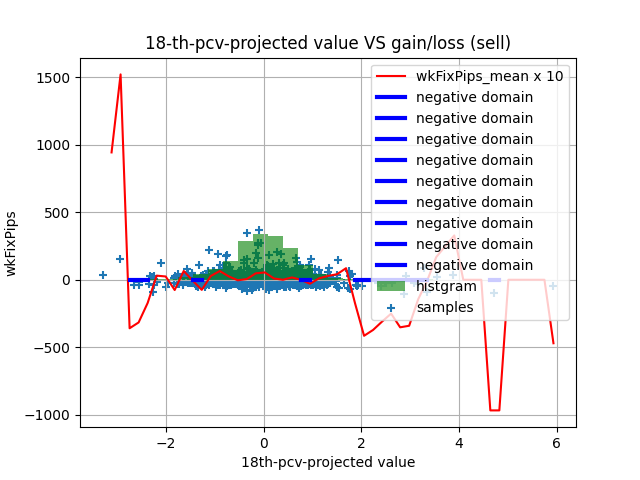 18-th-pcv-projected value VS gain/loss (sell)
wkFixPips
1500
1000
500
0
−500
−1000
−2
0
2
4
6
18th-pcv-projected value
wkFixPips_mean x 10
negative domain
negative domain
negative domain
negative domain
negative domain
negative domain
negative domain
negative domain
negative domain
histgram
samples